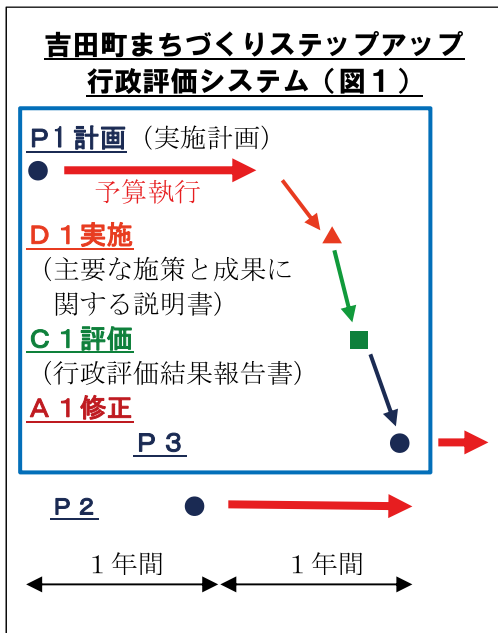 吉田町まちづくりステップアップ
行政評価システム（図１）
Ｐ1計画（実施計画）
予算執行
Ｄ１実施
（主要な施策と成果に
関する説明書）
Ｃ1評価
（行政評価結果報告書）
Ａ１修正
Ｐ３
Ｐ２
１年間 １年間